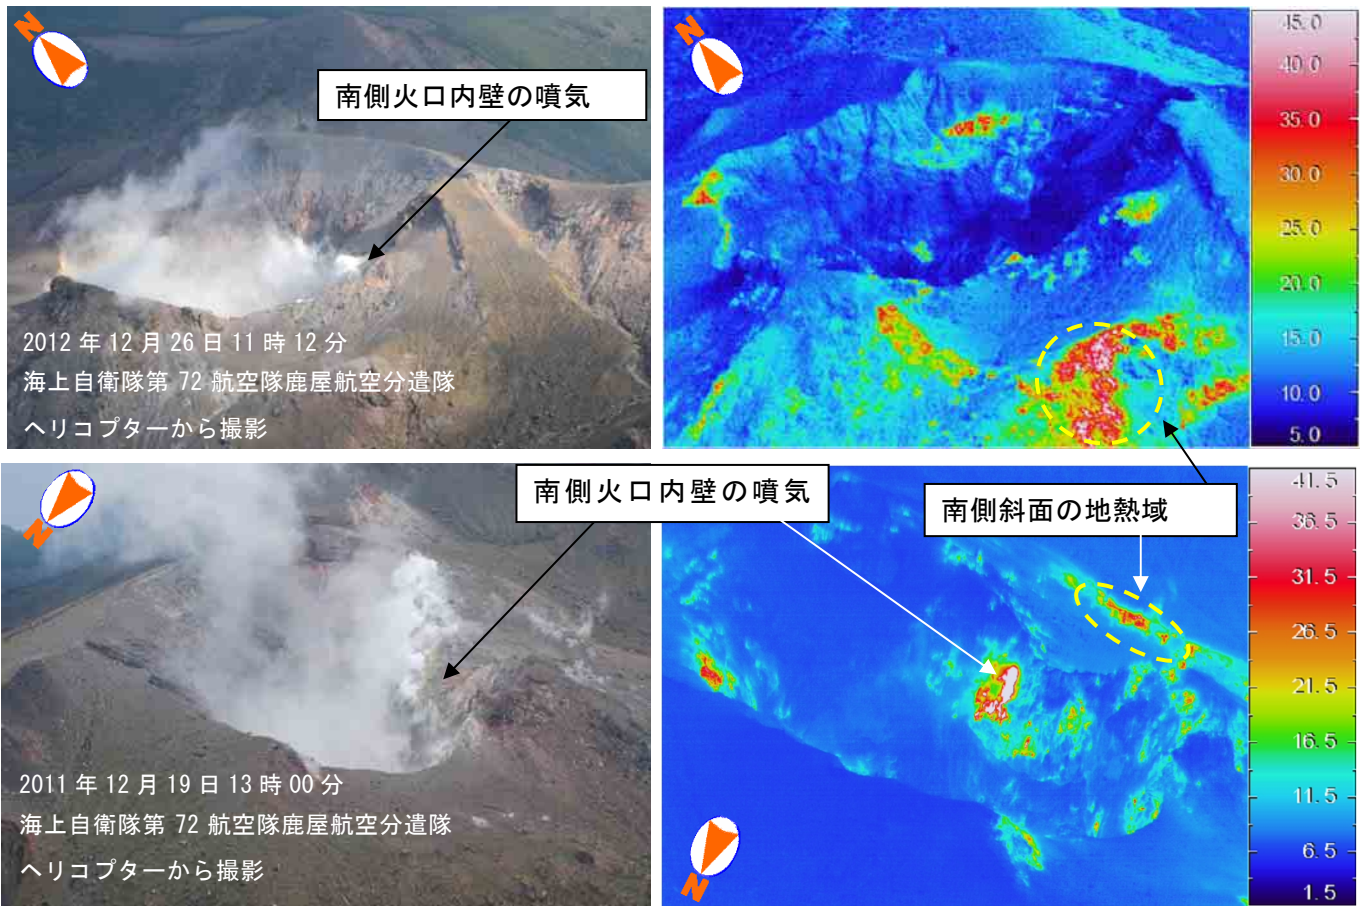 N
南側火口内壁の噴気
2012 年 12 月 26 日 11 時 12 分
海上自衛隊第 72 航空隊鹿屋航空分遣隊
ヘリコプターから撮影
N
45.0
40.0
35.0
30.0
25.0
20.0
15.0
10.0
5.0
N
南側火口内壁の噴気
2011 年 12 月 19 日 13 時 00 分
海上自衛隊第 72 航空隊鹿屋航空分遣隊
ヘリコプターから撮影
南側斜面の地熱域
N
41.5
36.5
31.5
26.5
21.5
16.5
11.5
6.5
1.5